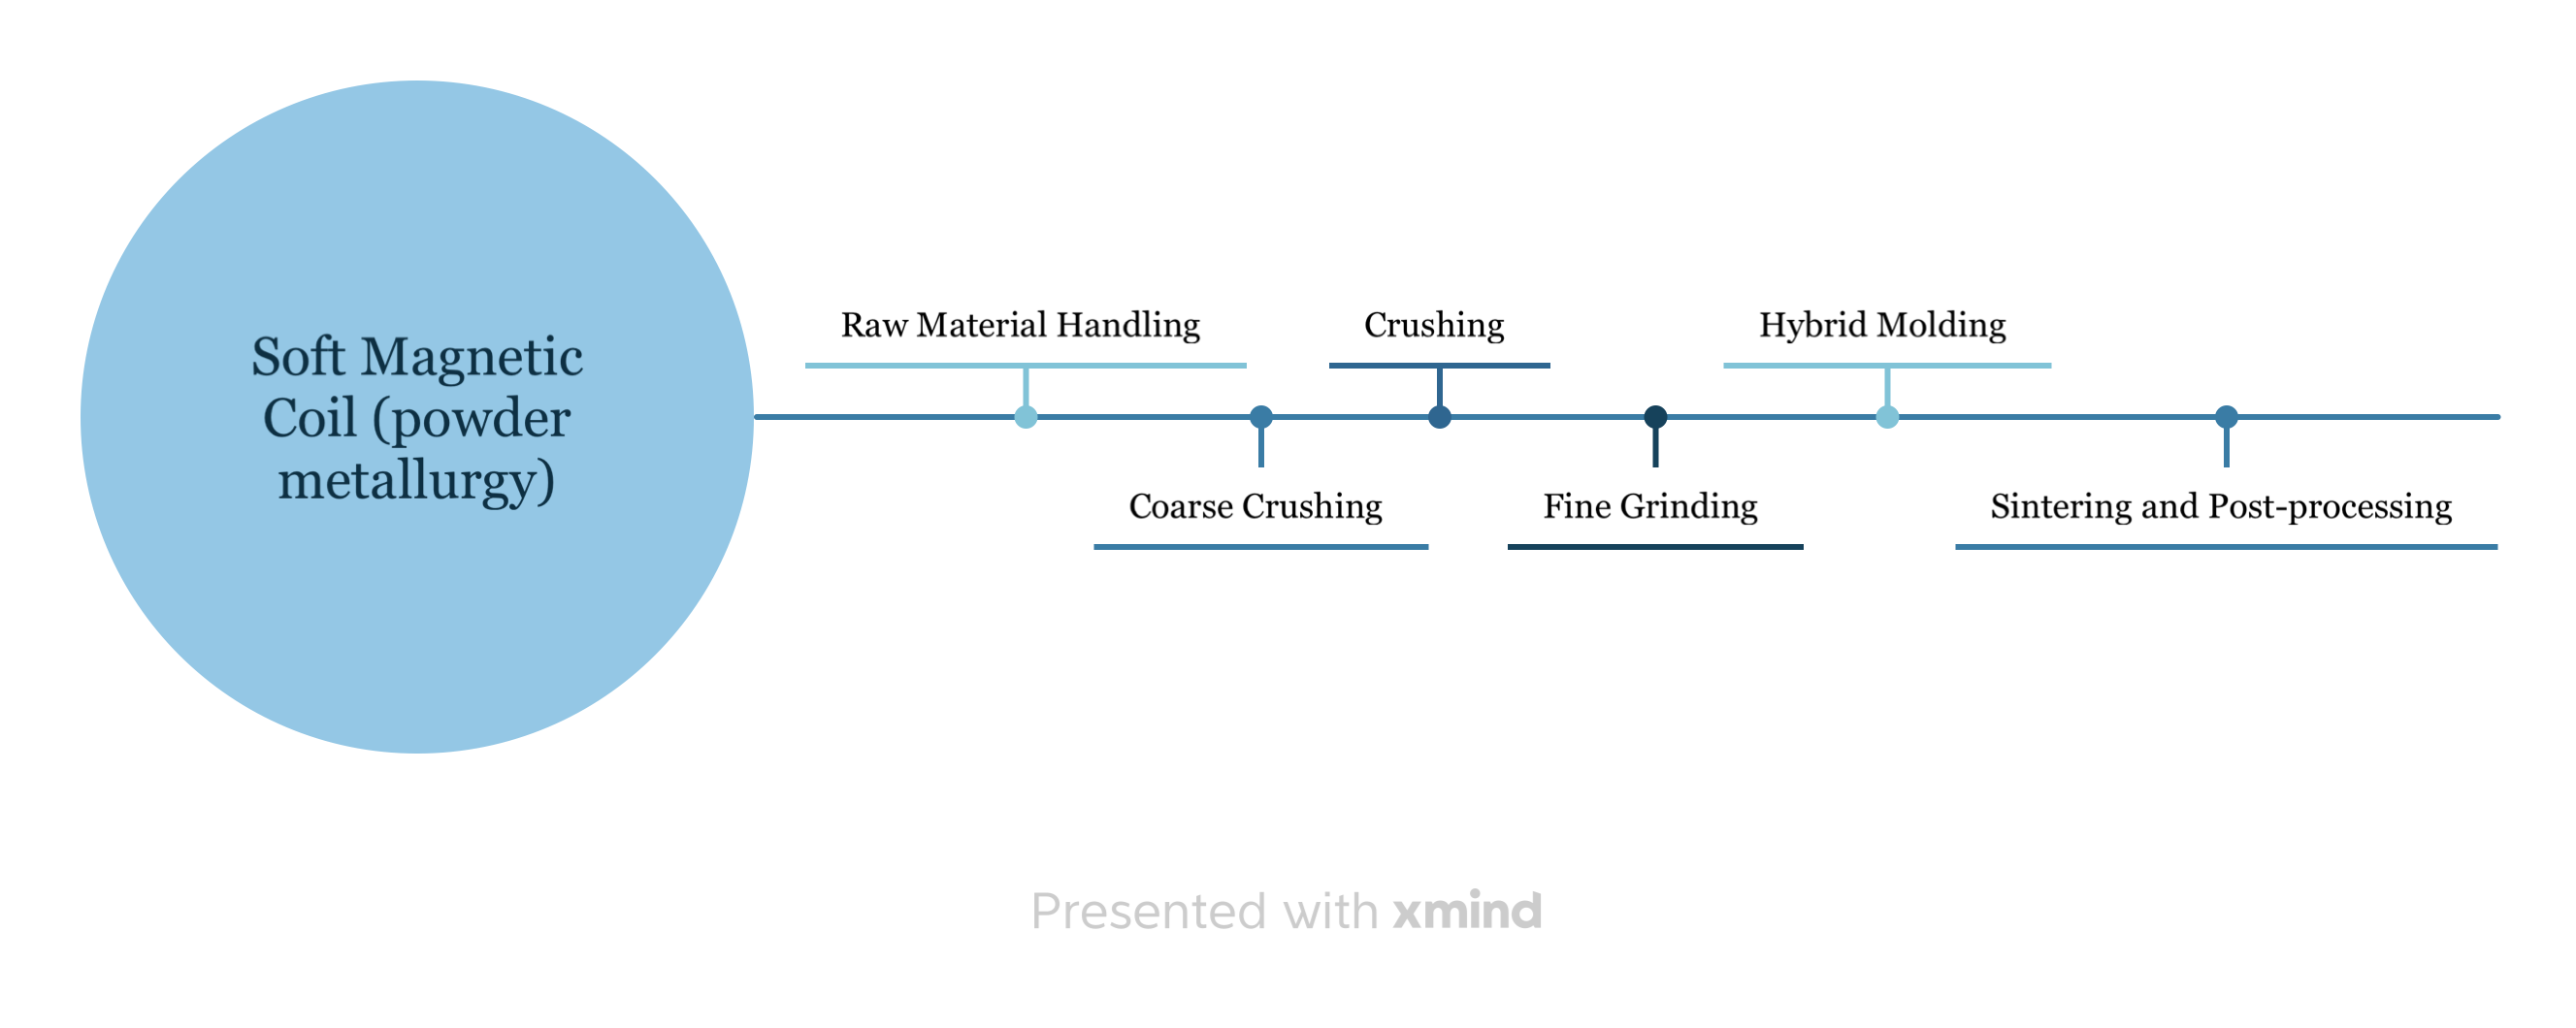 Soft Magnetic
Coil (powder
metallurgy)
Raw Material Handling
Coarse Crushing
Crushing
Fine Grinding
Hybrid Molding
Sintering and Post-processing
Presented with xmind